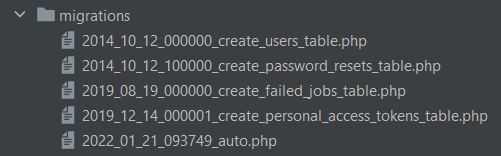 migrations
2014_10_12_000000_create_users_table.php
2014_10_12_100000_create_password_resets_table.php
2019_08_19_000000_create_failed_jobs_table.php
2019_12_14_000001_create_personal_access_tokens_table.php
2022_01_21_093749_auto.php